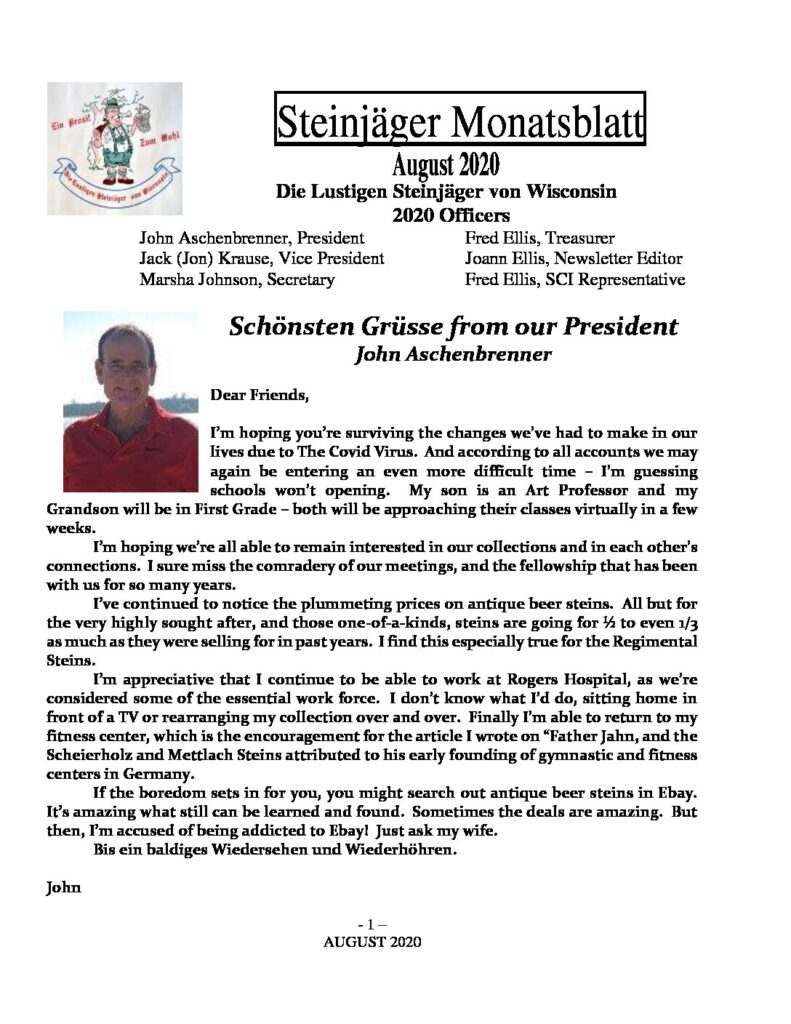 Ein Prosit
Zum Wohl
Die Lustigen Steinjäger von Wisconsin
Steinjäger Monatsblatt
August 2020
Die Lustigen Steinjäger von Wisconsin
2020 Officers
John Aschenbrenner, President Fred Ellis, Treasurer
Jack (Jon) Krause, Vice President Joann Ellis, Newsletter Editor
Marsha Johnson, Secretary Fred Ellis, SCI Representative
Schönsten Grüsse from our President
John Aschenbrenner
Dear Friends,
I’m hoping you’re surviving the changes we’ve had to make in our
lives due to The Covid Virus. And according to all accounts we may
again be entering an even more difficult time – I’m guessing
schools won’t opening. My son is an Art Professor and my
Grandson will be in First Grade – both will be approaching their classes virtually in a few
weeks.
I’m hoping we’re all able to remain interested in our collections and in each other’s
connections. I sure miss the comradery of our meetings, and the fellowship that has been
with us for so many years.
I’ve continued to notice the plummeting prices on antique beer steins. All but for
the very highly sought after, and those one-of-a-kinds, steins are going for ½ to even 1/3
as much as they were selling for in past years. I find this especially true for the Regimental
Steins.
I’m appreciative that I continue to be able to work at Rogers Hospital, as we’re
considered some of the essential work force. I don’t know what I’d do, sitting home in
front of a TV or rearranging my collection over and over. Finally I’m able to return to my
fitness center, which is the encouragement for the article I wrote on “Father Jahn, and the
Scheierholz and Mettlach Steins attributed to his early founding of gymnastic and fitness
centers in Germany.
If the boredom sets in for you, you might search out antique beer steins in Ebay.
It’s amazing what still can be learned and found. Sometimes the deals are amazing. But
then, I’m accused of being addicted to Ebay! Just ask my wife.
Bis ein baldiges Wiedersehen und Wiederhöhren.
John
- 1 –
AUGUST 2020